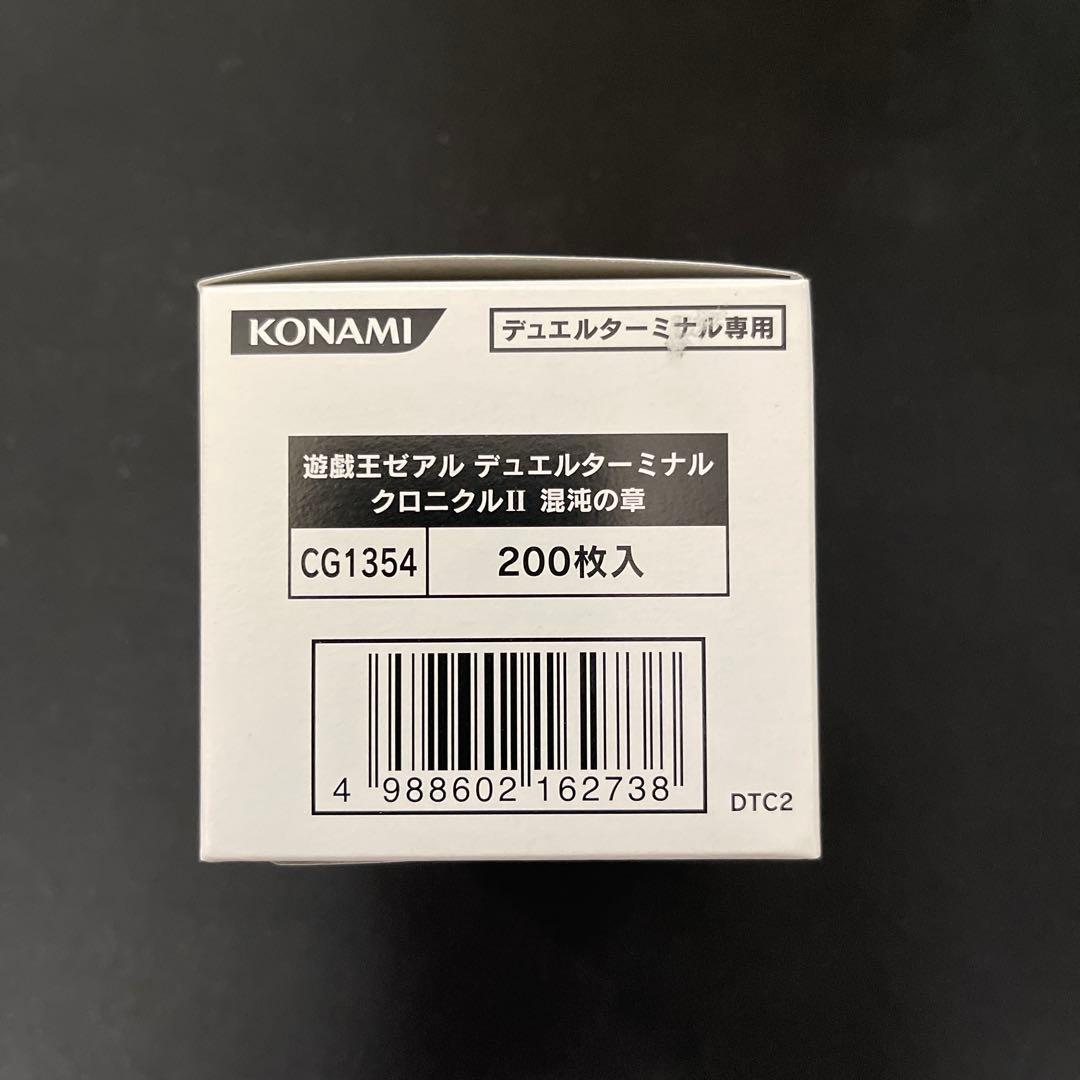 KONAMI
デュエルターミナル専用
遊戯王ゼアル デュエルターミナル
クロニクルII 混沌の章
CG1354
200枚入
4 988602 162738
DTC2